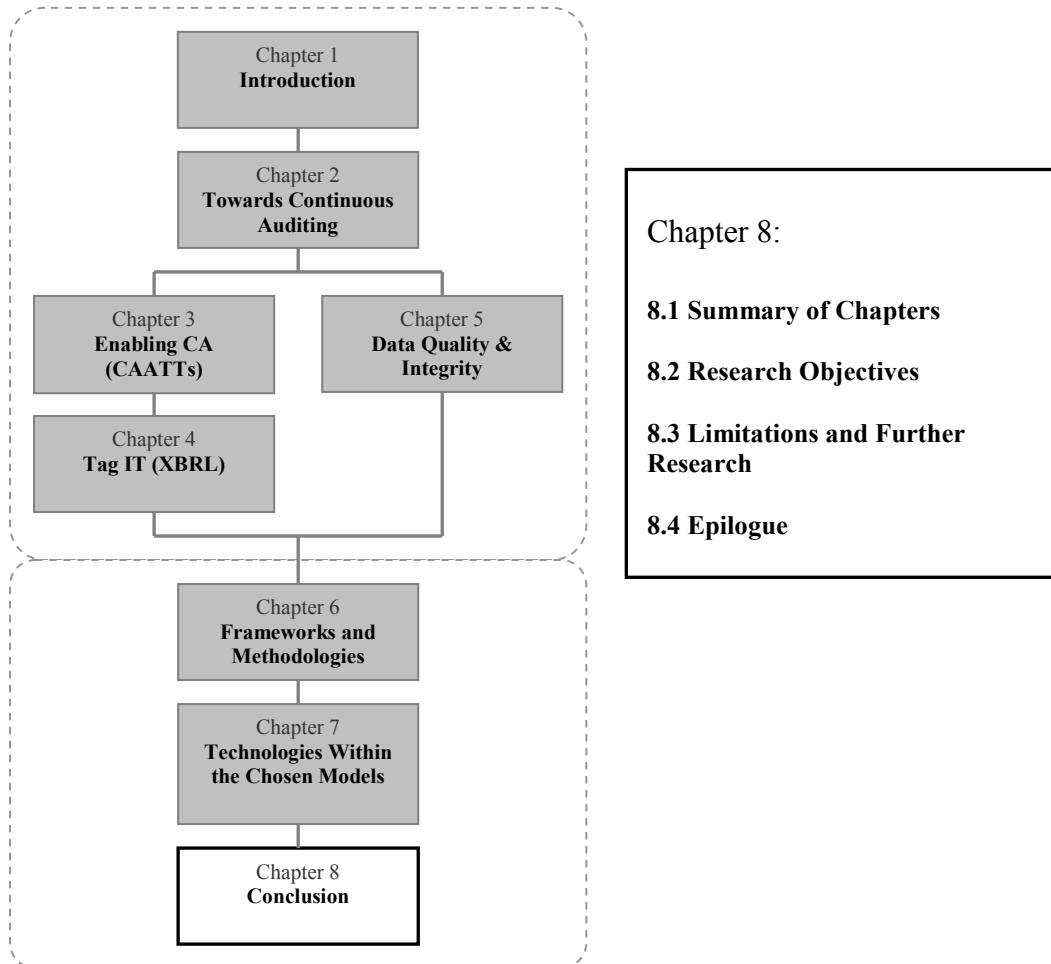 Chapter 1
Introduction
Chapter 2
Towards Continuous
Auditing
Chapter 3
Enabling CA
(CAATTs)
Chapter 5
Data Quality &
Integrity
Chapter 4
Tag IT (XBRL)
Chapter 6
Frameworks and
Methodologies
Chapter 7
Technologies Within
the Chosen Models
Chapter 8
Conclusion
Chapter 8:
8.1 Summary of Chapters
8.2 Research Objectives
8.3 Limitations and Further
Research
8.4 Epilogue